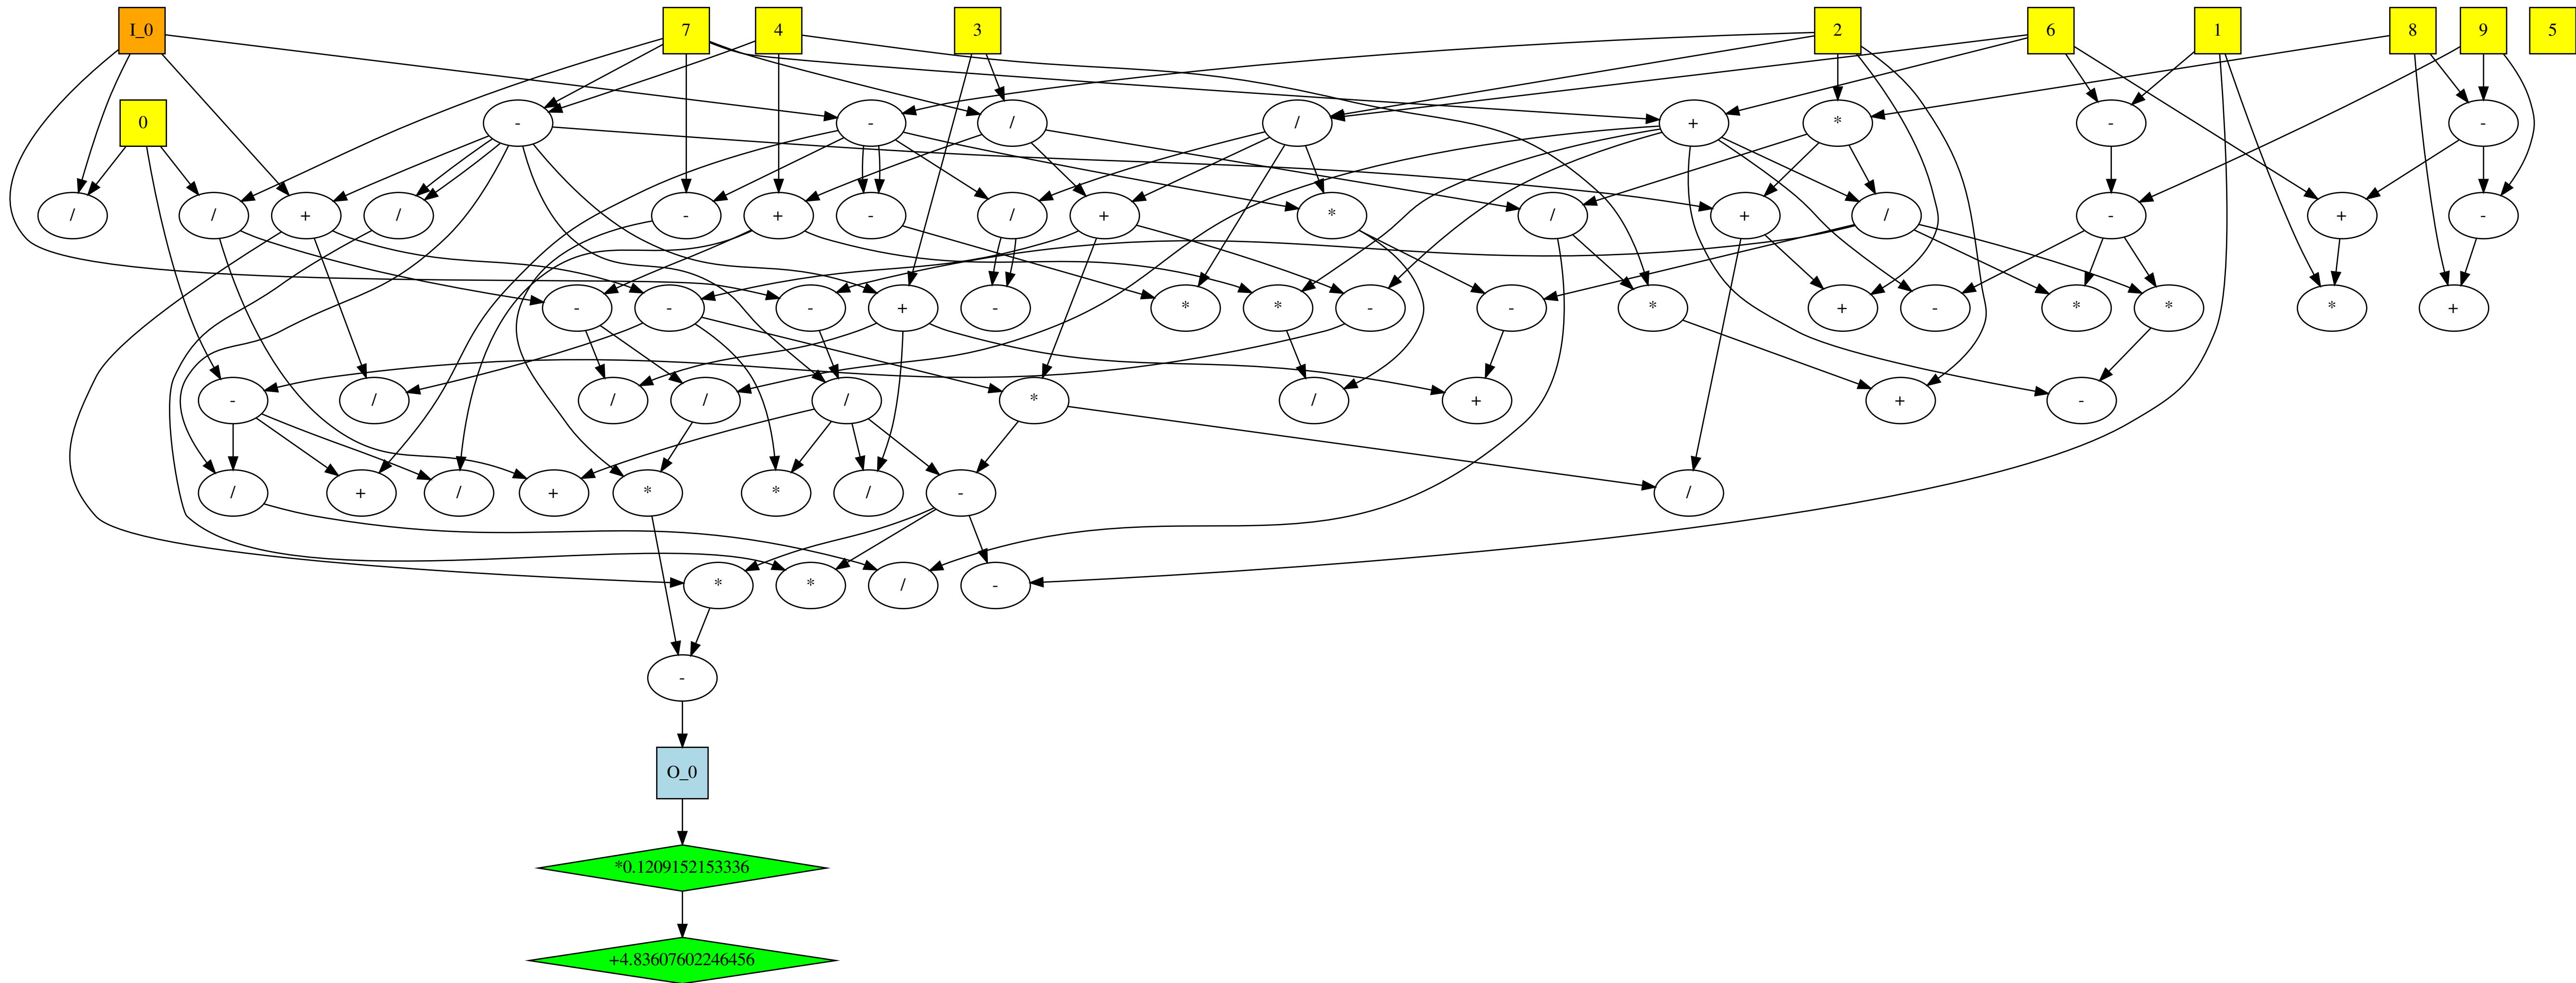 I_0 7 4 3 2 6 1 8 9 5
0 - - / / + * - -
/ / + / - + - / + * / + / - + -
- - - + - * * - - * + - * * * +
- / / / / * / + + -
/ + / + * * / - /
* * / -
-
O_0
*0.1209152153336
+4.83607602246456